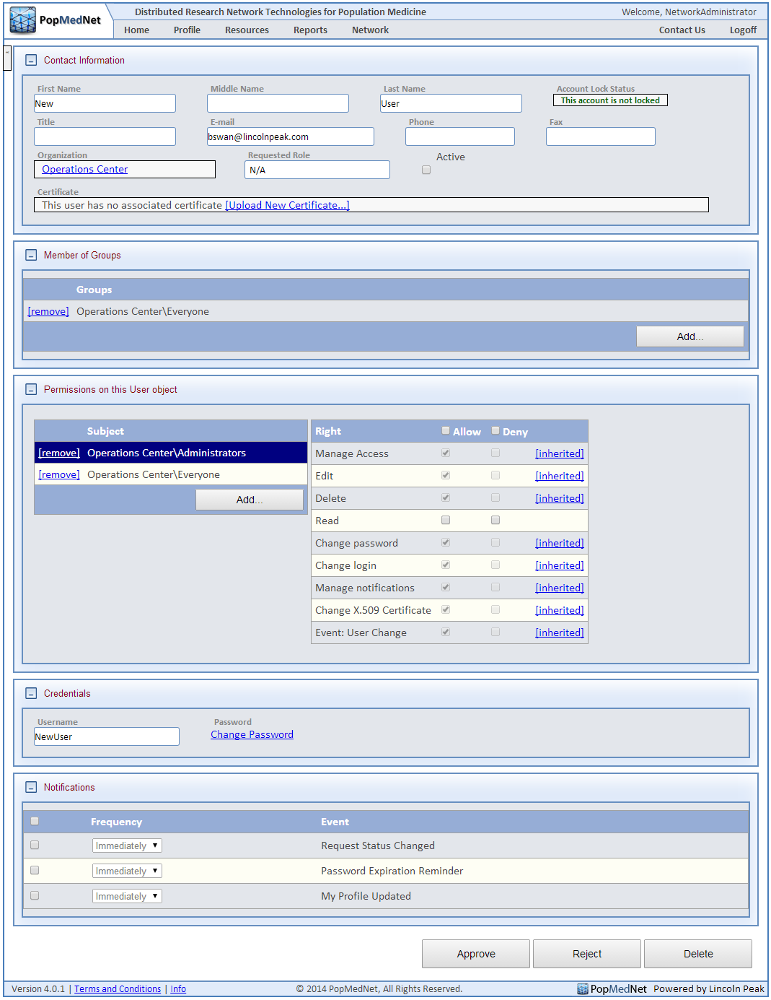 PopMedNet
Distributed Research Network Technologies for Population Medicine
Welcome, NetworkAdministrator
Home Profile Resources Reports Network Contact Us Logoff
Contact Information
First Name Middle Name Last Name Account Lock Status
New User This account is not locked
Title E-mail Phone Fax
bswan@lincolnpeak.com
Organization Requested Role Active
Operations Center N/A
Certificate
This user has no associated certificate [Upload New Certificate...]
Member of Groups
Groups
[remove] Operations Center\Everyone
Add...
Permissions on this User object
Subject
[remove] Operations Center\Administrators
[remove] Operations Center\Everyone
Add...
Right Allow Deny
Manage Access [inherited]
Edit [inherited]
Delete [inherited]
Read
Change password [inherited]
Change login [inherited]
Manage notifications [inherited]
Change X.509 Certificate [inherited]
Event: User Change [inherited]
Credentials
Username Password
NewUser Change Password
Notifications
Frequency Event
Immediately Request Status Changed
Immediately Password Expiration Reminder
Immediately My Profile Updated
Approve Reject Delete
Version 4.0.1 | Terms and Conditions | Info © 2014 PopMedNet, All Rights Reserved. PopMedNet Powered by Lincoln Peak